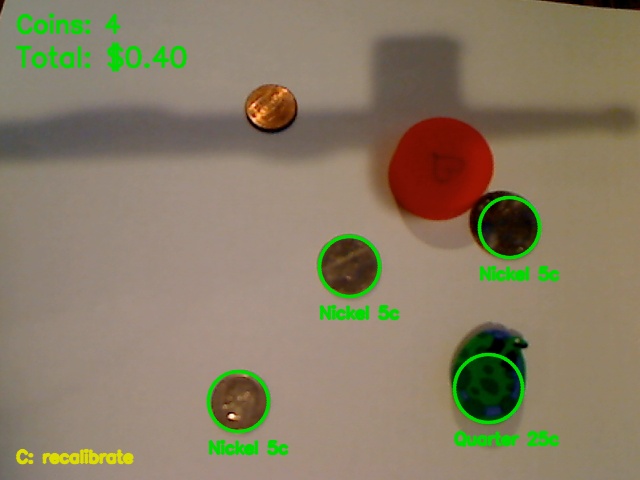 Coins: 4
Total: $0.40
Nickel 5c
Nickel 5c
Quarter 25c
Nickel 5c
C: recalibrate